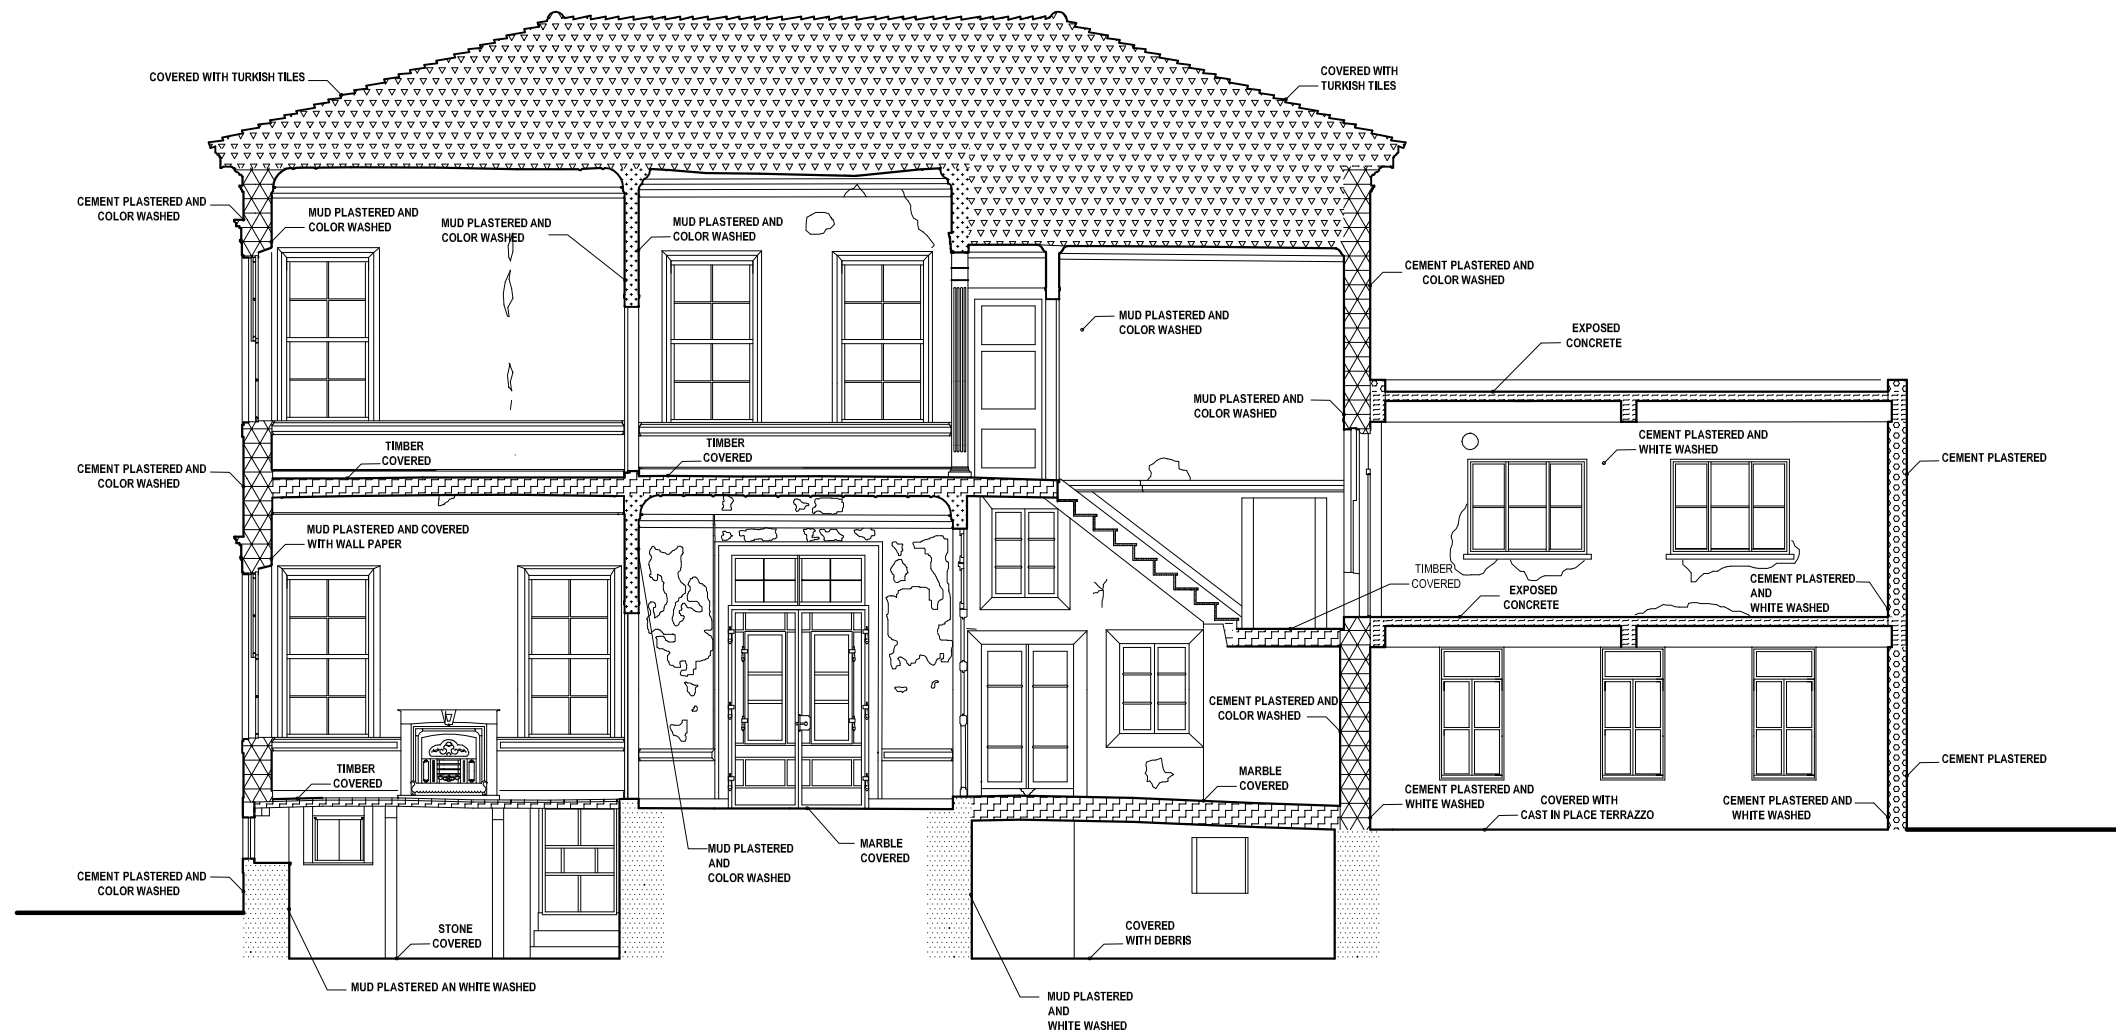 COVERED WITH TURKISH TILES
COVERED WITH
TURKISH TILES
CEMENT PLASTERED AND
COLOR WASHED
MUD PLASTERED AND
COLOR WASHED
MUD PLASTERED AND
COLOR WASHED
MUD PLASTERED AND
COLOR WASHED
CEMENT PLASTERED AND
COLOR WASHED
MUD PLASTERED AND
COLOR WASHED
EXPOSED
CONCRETE
MUD PLASTERED AND
COLOR WASHED
TIMBER
COVERED
TIMBER
COVERED
CEMENT PLASTERED AND
WHITE WASHED
CEMENT PLASTERED
CEMENT PLASTERED AND
COLOR WASHED
MUD PLASTERED AND COVERED
WITH WALL PAPER
TIMBER
COVERED
EXPOSED
CONCRETE
CEMENT PLASTERED
AND
WHITE WASHED
CEMENT PLASTERED AND
COLOR WASHED
TIMBER
COVERED
MARBLE
COVERED
CEMENT PLASTERED
CEMENT PLASTERED AND
WHITE WASHED
COVERED WITH
CAST IN PLACE TERRAZZO
CEMENT PLASTERED AND
WHITE WASHED
MUD PLASTERED
AND
COLOR WASHED
MARBLE
COVERED
CEMENT PLASTERED AND
COLOR WASHED
STONE
COVERED
COVERED
WITH DEBRIS
MUD PLASTERED AN WHITE WASHED
MUD PLASTERED
AND
WHITE WASHED